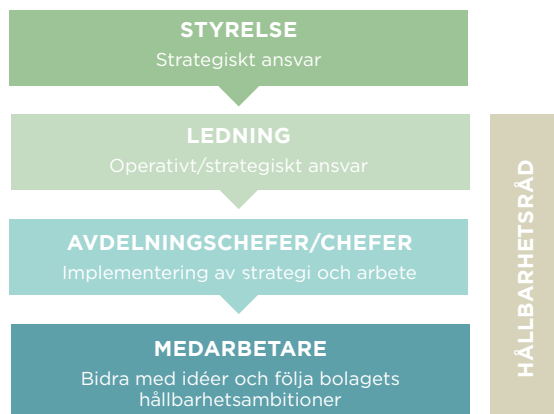 STYRELSE
Strategiskt ansvar
LEDNING
Operativt/strategiskt ansvar
AVDELNINGSCHEFER/CHEFER
Implementering av strategi och arbete
MEDARBETARE
Bidra med idéer och följa bolagets
hållbarhetsambitioner
HÅLLBARHETSRÅD